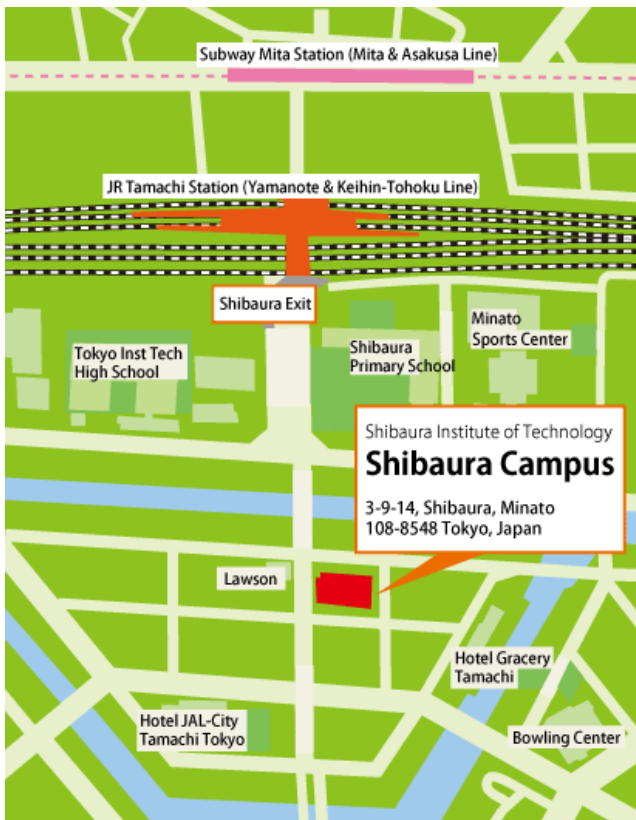 Subway Mita Station (Mita & Asakusa Line)
JR Tamachi Station (Yamanote & Keihin-Tohoku Line)
Shibaura Exit
Minato
Sports Center
Tokyo Inst Tech
High School
Shibaura
Primary School
Shibaura Institute of Technology
Shibaura Campus
3-9-14, Shibaura, Minato
108-8548 Tokyo, Japan
Lawson
Hotel Gracery
Tamachi
Hotel JAL-City
Tamachi Tokyo
Bowling Center